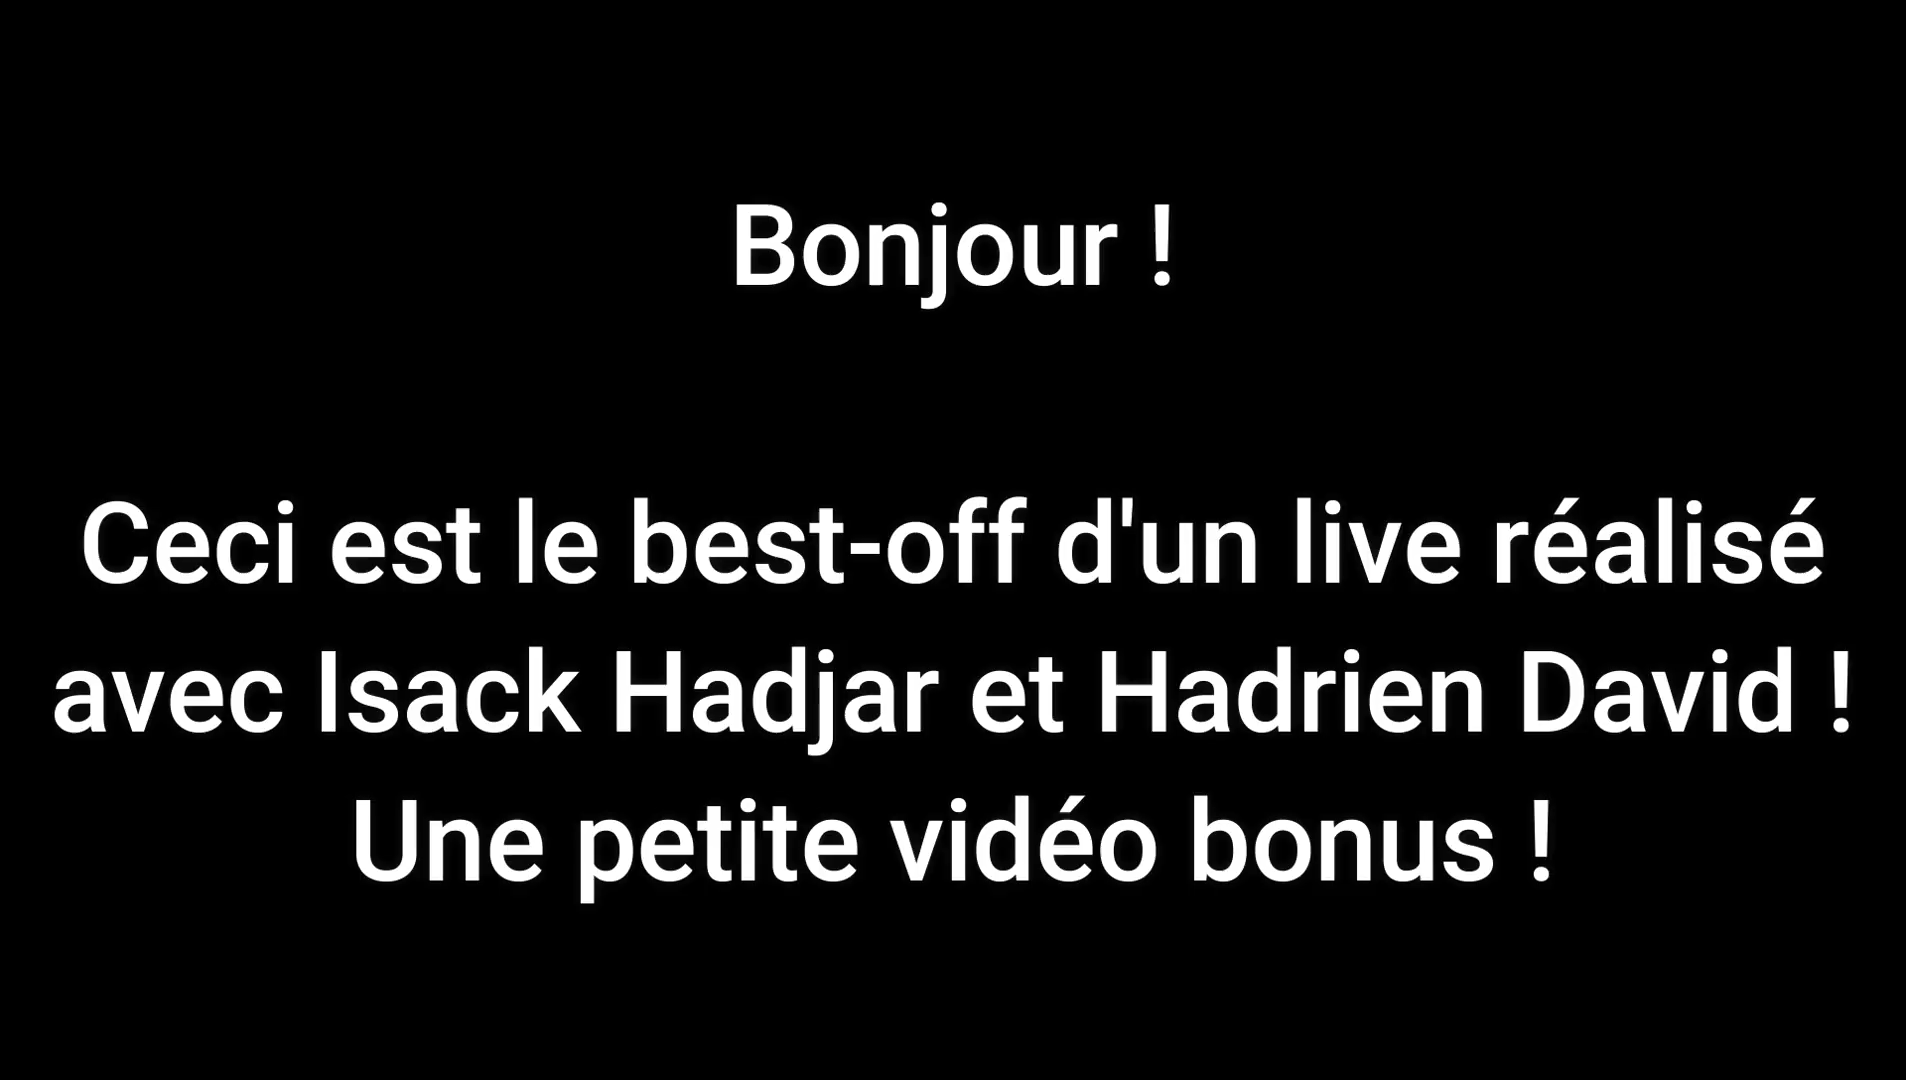 Bonjour !
Ceci est le best-off d'un live réalisé
avec Isack Hadjar et Hadrien David !
Une petite vidéo bonus !